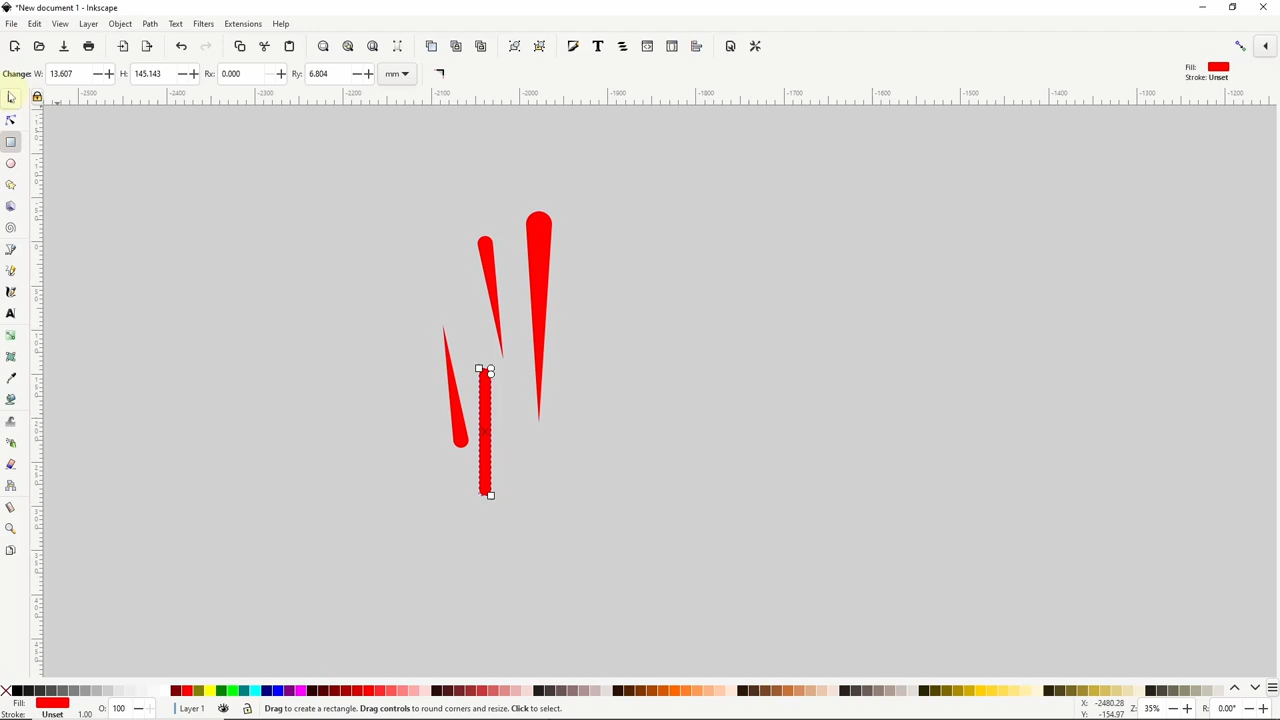 *New document 1 - Inkscape
File Edit View Layer Object Path Text Filters Extensions Help
Change: W: 13.607 H: 145.143 Rx: 0.000 Ry: 6.804 mm
Fill:
Stroke: Unset
-2500 -2400 -2300 -2200 -2100 -2000 -1900 -1800 -1700 -1600 -1500 -1400 -1300 -1200
Fill:
Stroke: Unset 1.00
O: 100
Layer 1
Drag to create a rectangle. Drag controls to round corners and resize. Click to select.
X: -2480.28
Y: -154.97
Z: 35%
R: 0.00°